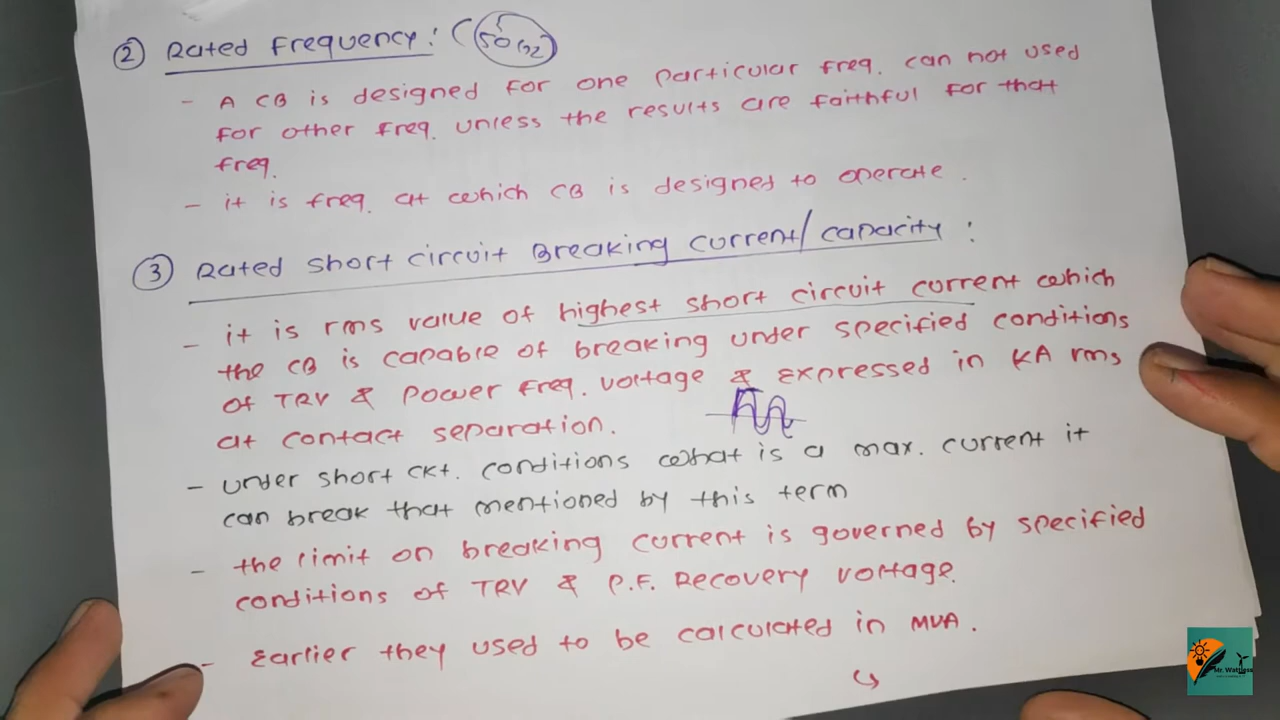 ② Rated Frequency: (50Hz)
- A CB is designed for one particular freq. can not used
for other freq. unless the results are faithful for that
freq.
- it is freq. at which CB is designed to operate.
③ Rated short circuit Breaking current/capacity:
- it is rms value of highest short circuit current which
the CB is capable of breaking under specified conditions
of TRV & Power freq. voltage & expressed in KA rms
at contact separation.
- under short ckt. conditions what is a max. current it
can break that mentioned by this term
- the limit on breaking current is governed by specified
conditions of TRV & P.F. Recovery voltage.
- Earlier they used to be calculated in MVA.
Mr. Wattless